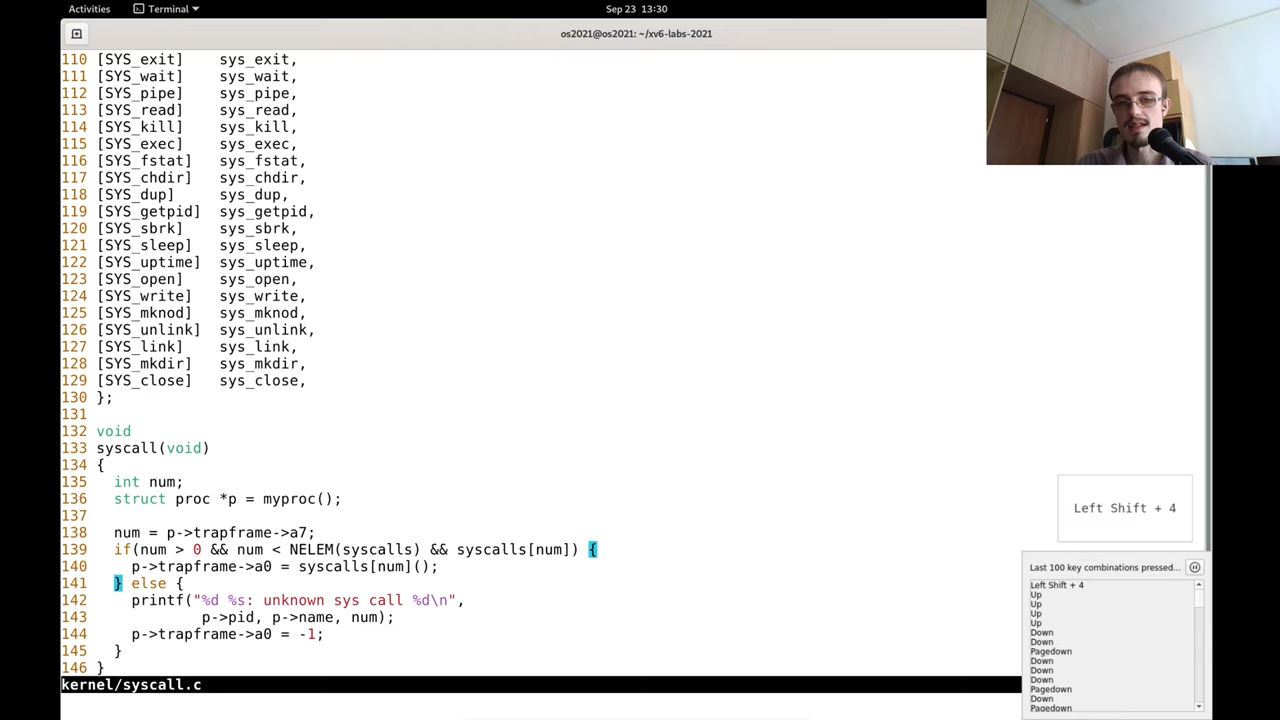 Activities Terminal Sep 23 13:30
os2021@os2021: ~/xv6-labs-2021
110 [SYS_exit]    sys_exit,
111 [SYS_wait]    sys_wait,
112 [SYS_pipe]    sys_pipe,
113 [SYS_read]    sys_read,
114 [SYS_kill]    sys_kill,
115 [SYS_exec]    sys_exec,
116 [SYS_fstat]   sys_fstat,
117 [SYS_chdir]   sys_chdir,
118 [SYS_dup]     sys_dup,
119 [SYS_getpid]  sys_getpid,
120 [SYS_sbrk]    sys_sbrk,
121 [SYS_sleep]   sys_sleep,
122 [SYS_uptime]  sys_uptime,
123 [SYS_open]    sys_open,
124 [SYS_write]   sys_write,
125 [SYS_mknod]   sys_mknod,
126 [SYS_unlink]  sys_unlink,
127 [SYS_link]    sys_link,
128 [SYS_mkdir]   sys_mkdir,
129 [SYS_close]   sys_close,
130 };
131
132 void
133 syscall(void)
134 {
135   int num;
136   struct proc *p = myproc();
137
138   num = p->trapframe->a7;
139   if(num > 0 && num < NELEM(syscalls) && syscalls[num]) {
140     p->trapframe->a0 = syscalls[num]();
141   } else {
142     printf("%d %s: unknown sys call %d\n",
143             p->pid, p->name, num);
144     p->trapframe->a0 = -1;
145   }
146 }
kernel/syscall.c
Left Shift + 4
Last 100 key combinations pressed...
Left Shift + 4
Up
Up
Up
Up
Down
Down
Pagedown
Down
Down
Down
Pagedown
Down
Pagedown